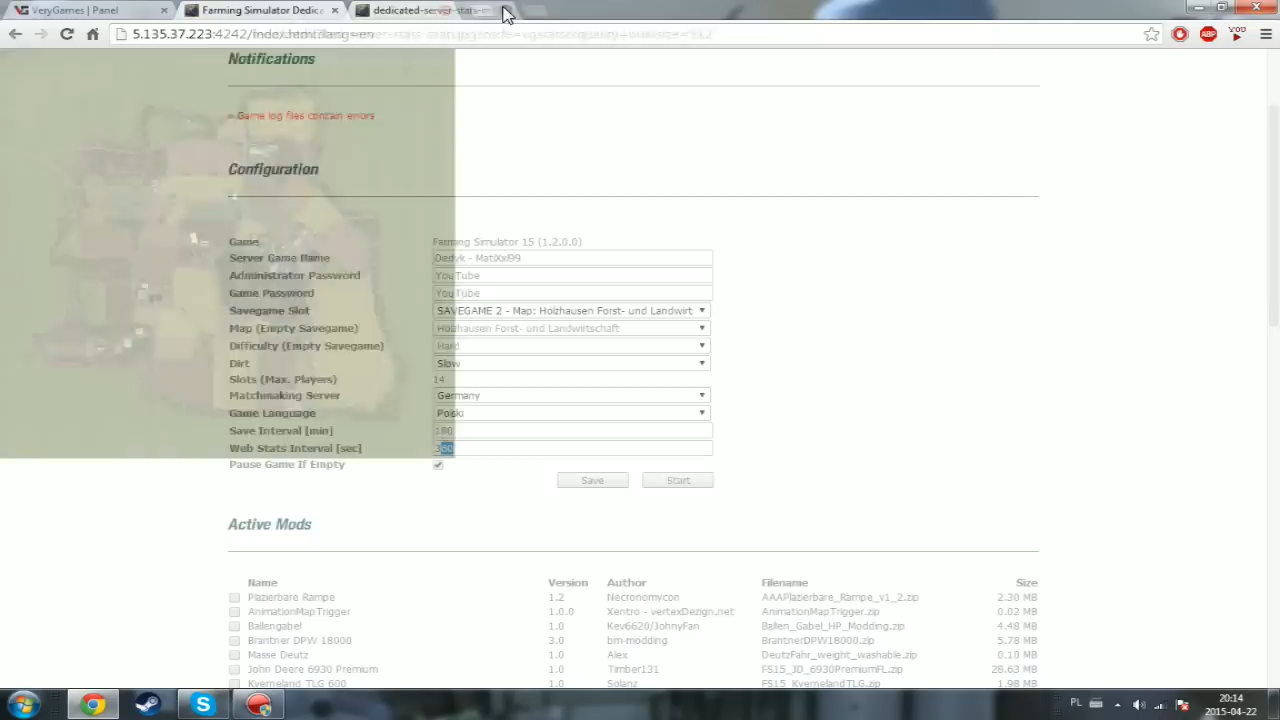 VeryGames | Panel
Farming Simulator Dedic
dedicated-server-stats-m
5.135.37.223:4242/index.html?lang=en
Notifications
» Game log files contain errors
Configuration
Game Farming Simulator 15 (1.2.0.0)
Server Game Name Dedyk - MatiXxl99
Administrator Password YouTube
Game Password YouTube
Savegame Slot SAVEGAME 2 - Map: Holzhausen Forst- und Landwirt
Map (Empty Savegame) Holzhausen Forst- und Landwirtschaft
Difficulty (Empty Savegame) Hard
Dirt Slow
Slots (Max. Players) 14
Matchmaking Server Germany
Game Language Polski
Save Interval [min] 180
Web Stats Interval [sec] 360
Pause Game If Empty
Save Start
Active Mods
Name Version Author Filename Size
Plazierbare Rampe 1.2 Necronomycon AAAPlazierbare_Rampe_v1_2.zip 2.30 MB
AnimationMapTrigger 1.0.0 Xentro - vertexDezign.net AnimationMapTrigger.zip 0.02 MB
Ballengabel 1.0 Kev6620/JohnyFan Ballen_Gabel_HP_Modding.zip 4.48 MB
Brantner DPW 18000 3.0 bm-modding BrantnerDPW18000.zip 5.78 MB
Masse Deutz 1.0 Alex DeutzFahr_weight_washable.zip 0.10 MB
John Deere 6930 Premium 1.0 Timber131 FS15_JD_6930PremiumFL.zip 28.63 MB
Kverneland TLG 600 1.0 Solanz FS15_KvernelandTLG.zip 1.98 MB
PL
20:14
2015-04-22